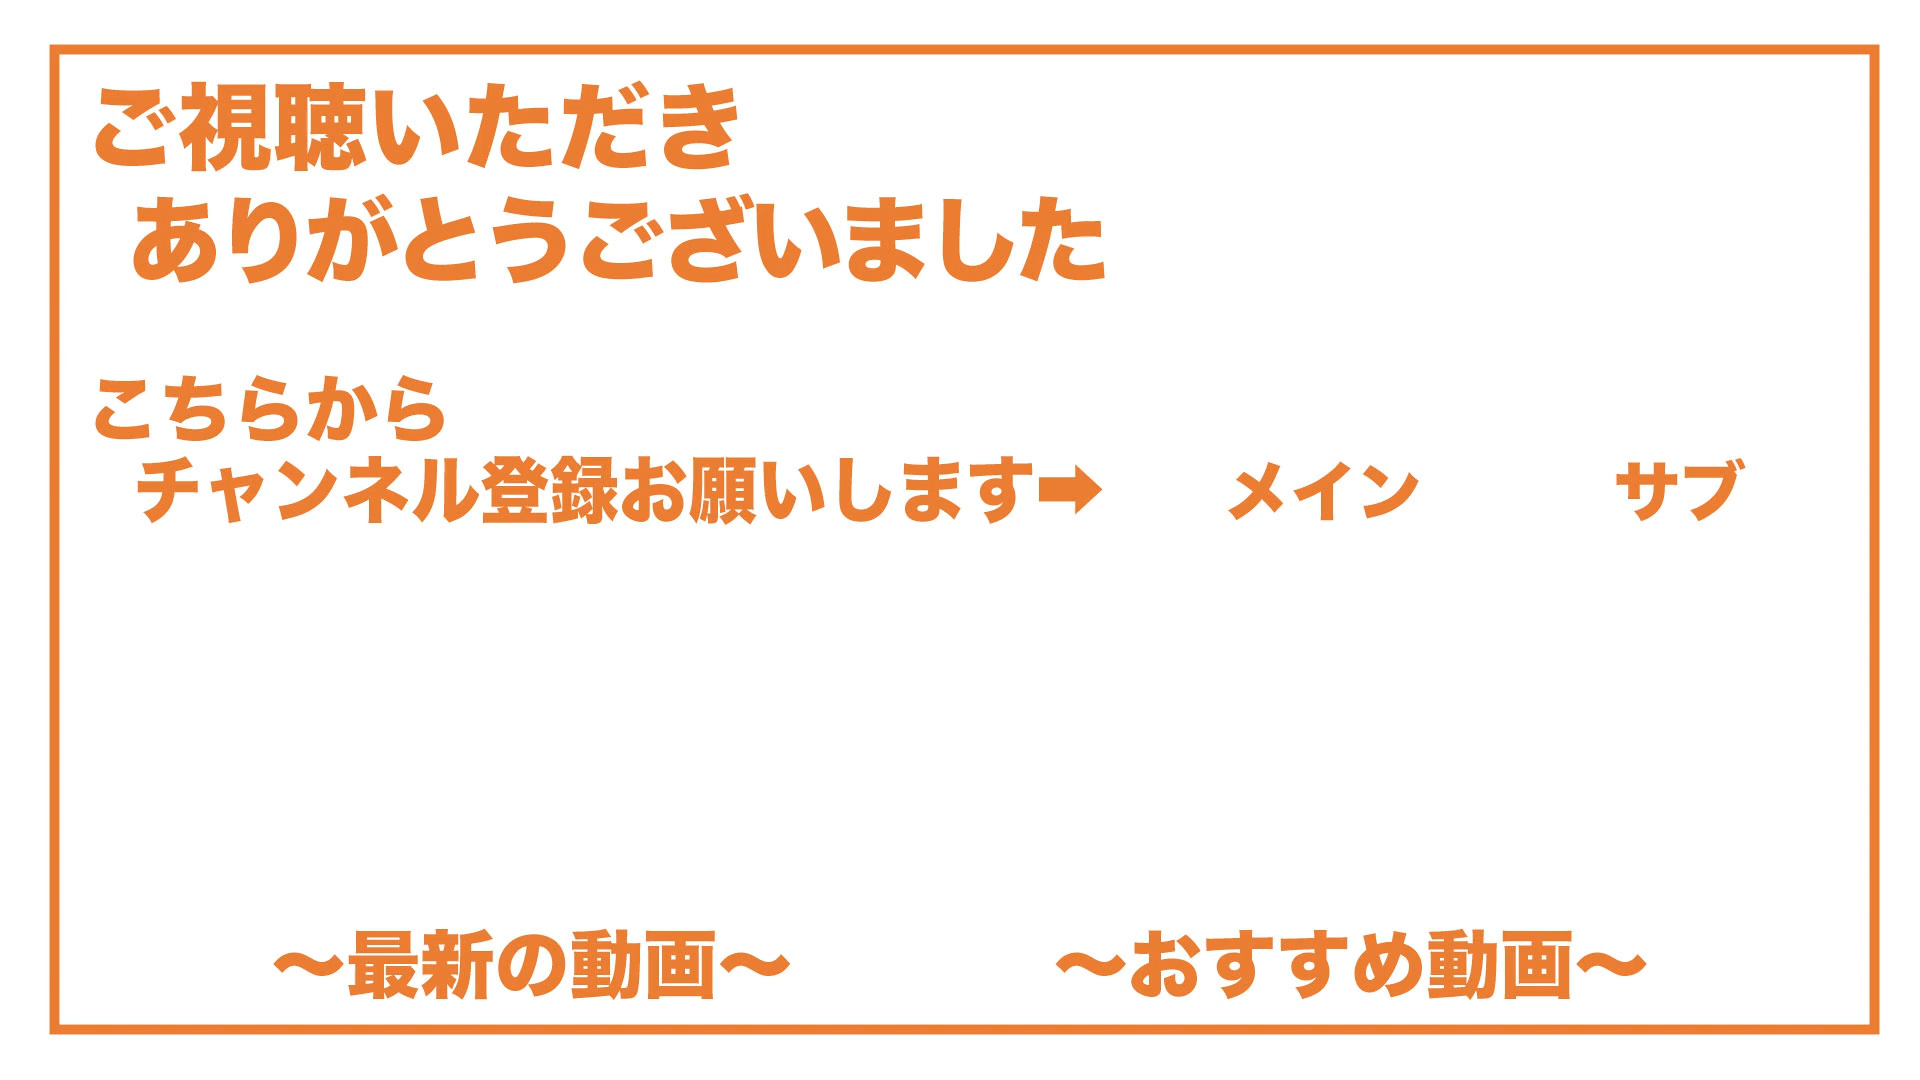 ご視聴いただき
ありがとうございました
こちらから
チャンネル登録お願いします➡ メイン サブ
〜最新の動画〜 〜おすすめ動画〜